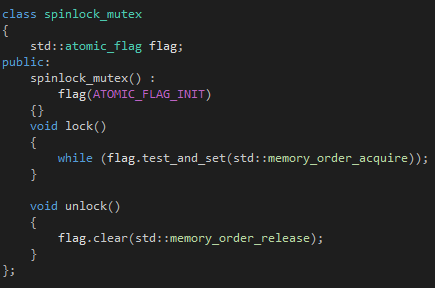 class spinlock_mutex
{
    std::atomic_flag flag;
public:
    spinlock_mutex() :
        flag(ATOMIC_FLAG_INIT)
    {}
    void lock()
    {
        while (flag.test_and_set(std::memory_order_acquire));
    }

    void unlock()
    {
        flag.clear(std::memory_order_release);
    }
};